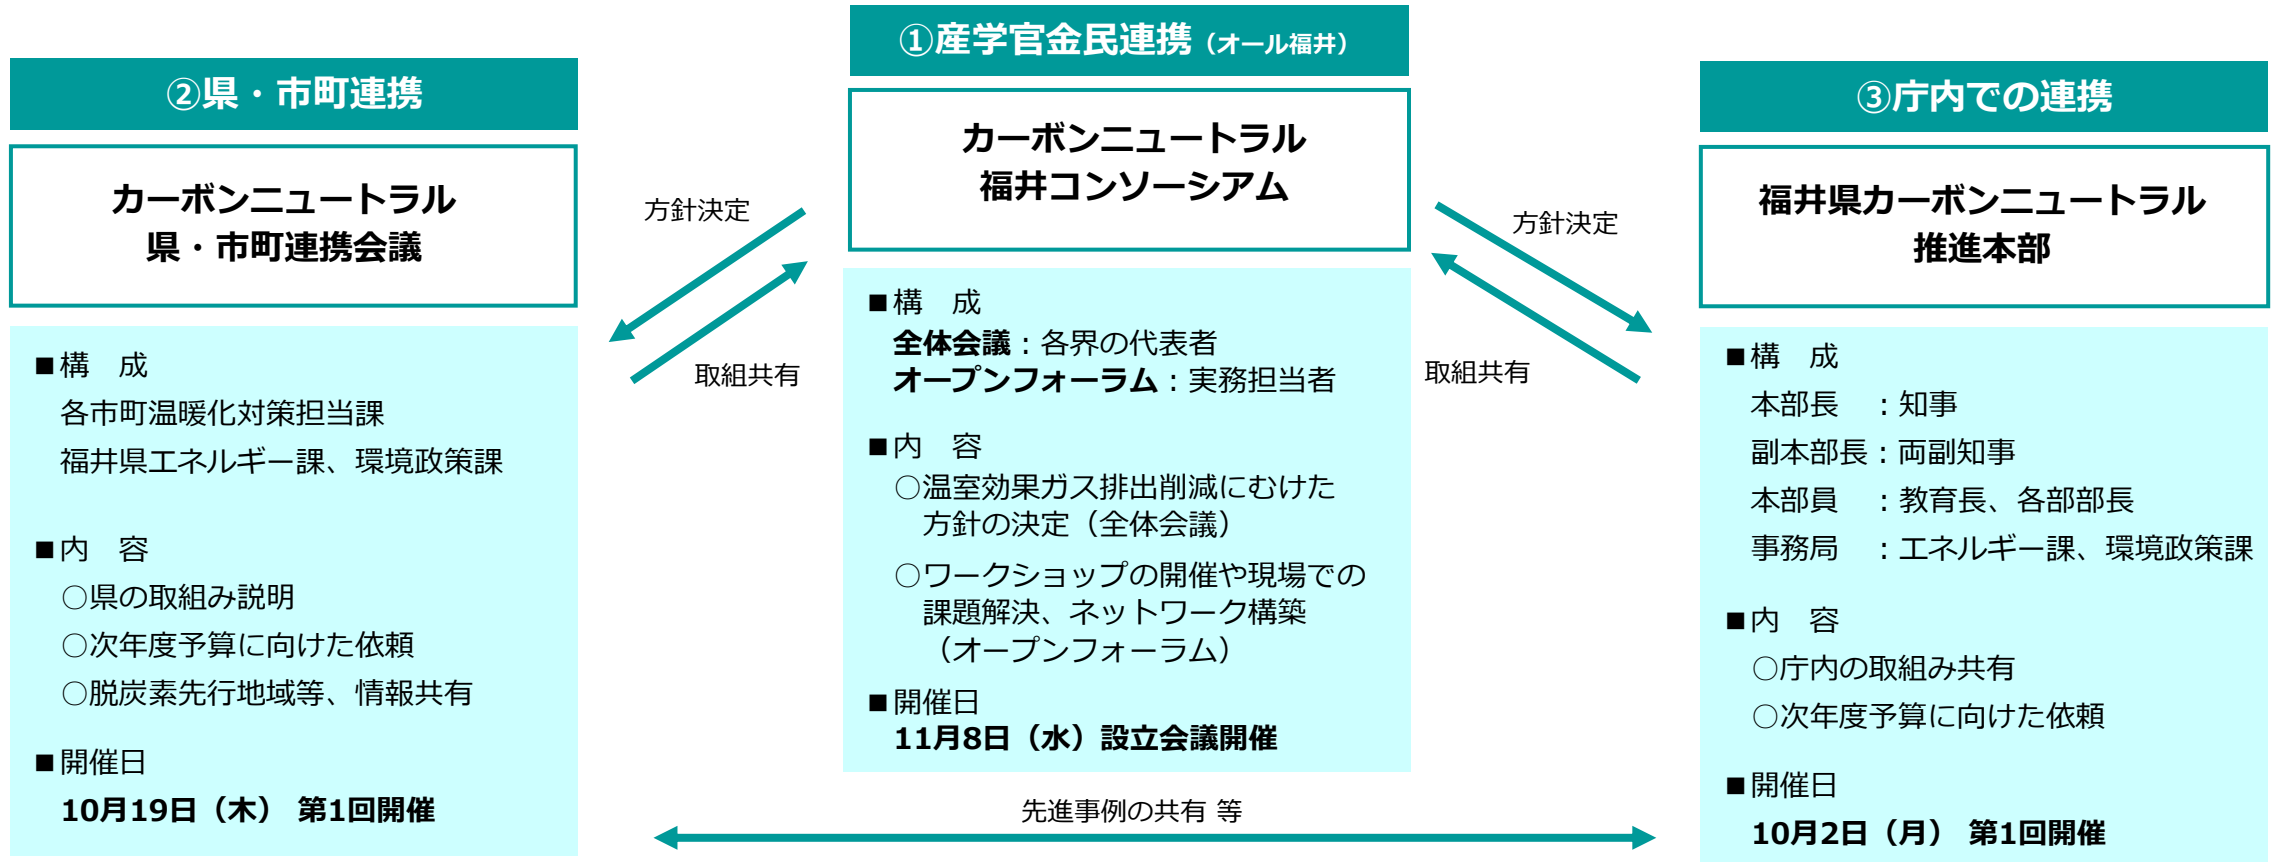 ①産学官金民連携（オール福井）
カーボンニュートラル
福井コンソーシアム
■構　成
全体会議：各界の代表者
オープンフォーラム：実務担当者
■内　容
○温室効果ガス排出削減にむけた
方針の決定（全体会議）
○ワークショップの開催や現場での
課題解決、ネットワーク構築
（オープンフォーラム）
■開催日
11月8日（水）設立会議開催
②県・市町連携
カーボンニュートラル
県・市町連携会議
■構　成
各市町温暖化対策担当課
福井県エネルギー課、環境政策課
■内　容
○県の取組み説明
○次年度予算に向けた依頼
○脱炭素先行地域等、情報共有
■開催日
10月19日（木） 第1回開催
方針決定
取組共有
③庁内での連携
福井県カーボンニュートラル
推進本部
■構　成
本部長　：知事
副本部長：両副知事
本部員　：教育長、各部部長
事務局　：エネルギー課、環境政策課
■内　容
○庁内の取組み共有
○次年度予算に向けた依頼
■開催日
10月2日（月） 第1回開催
方針決定
取組共有
先進事例の共有 等